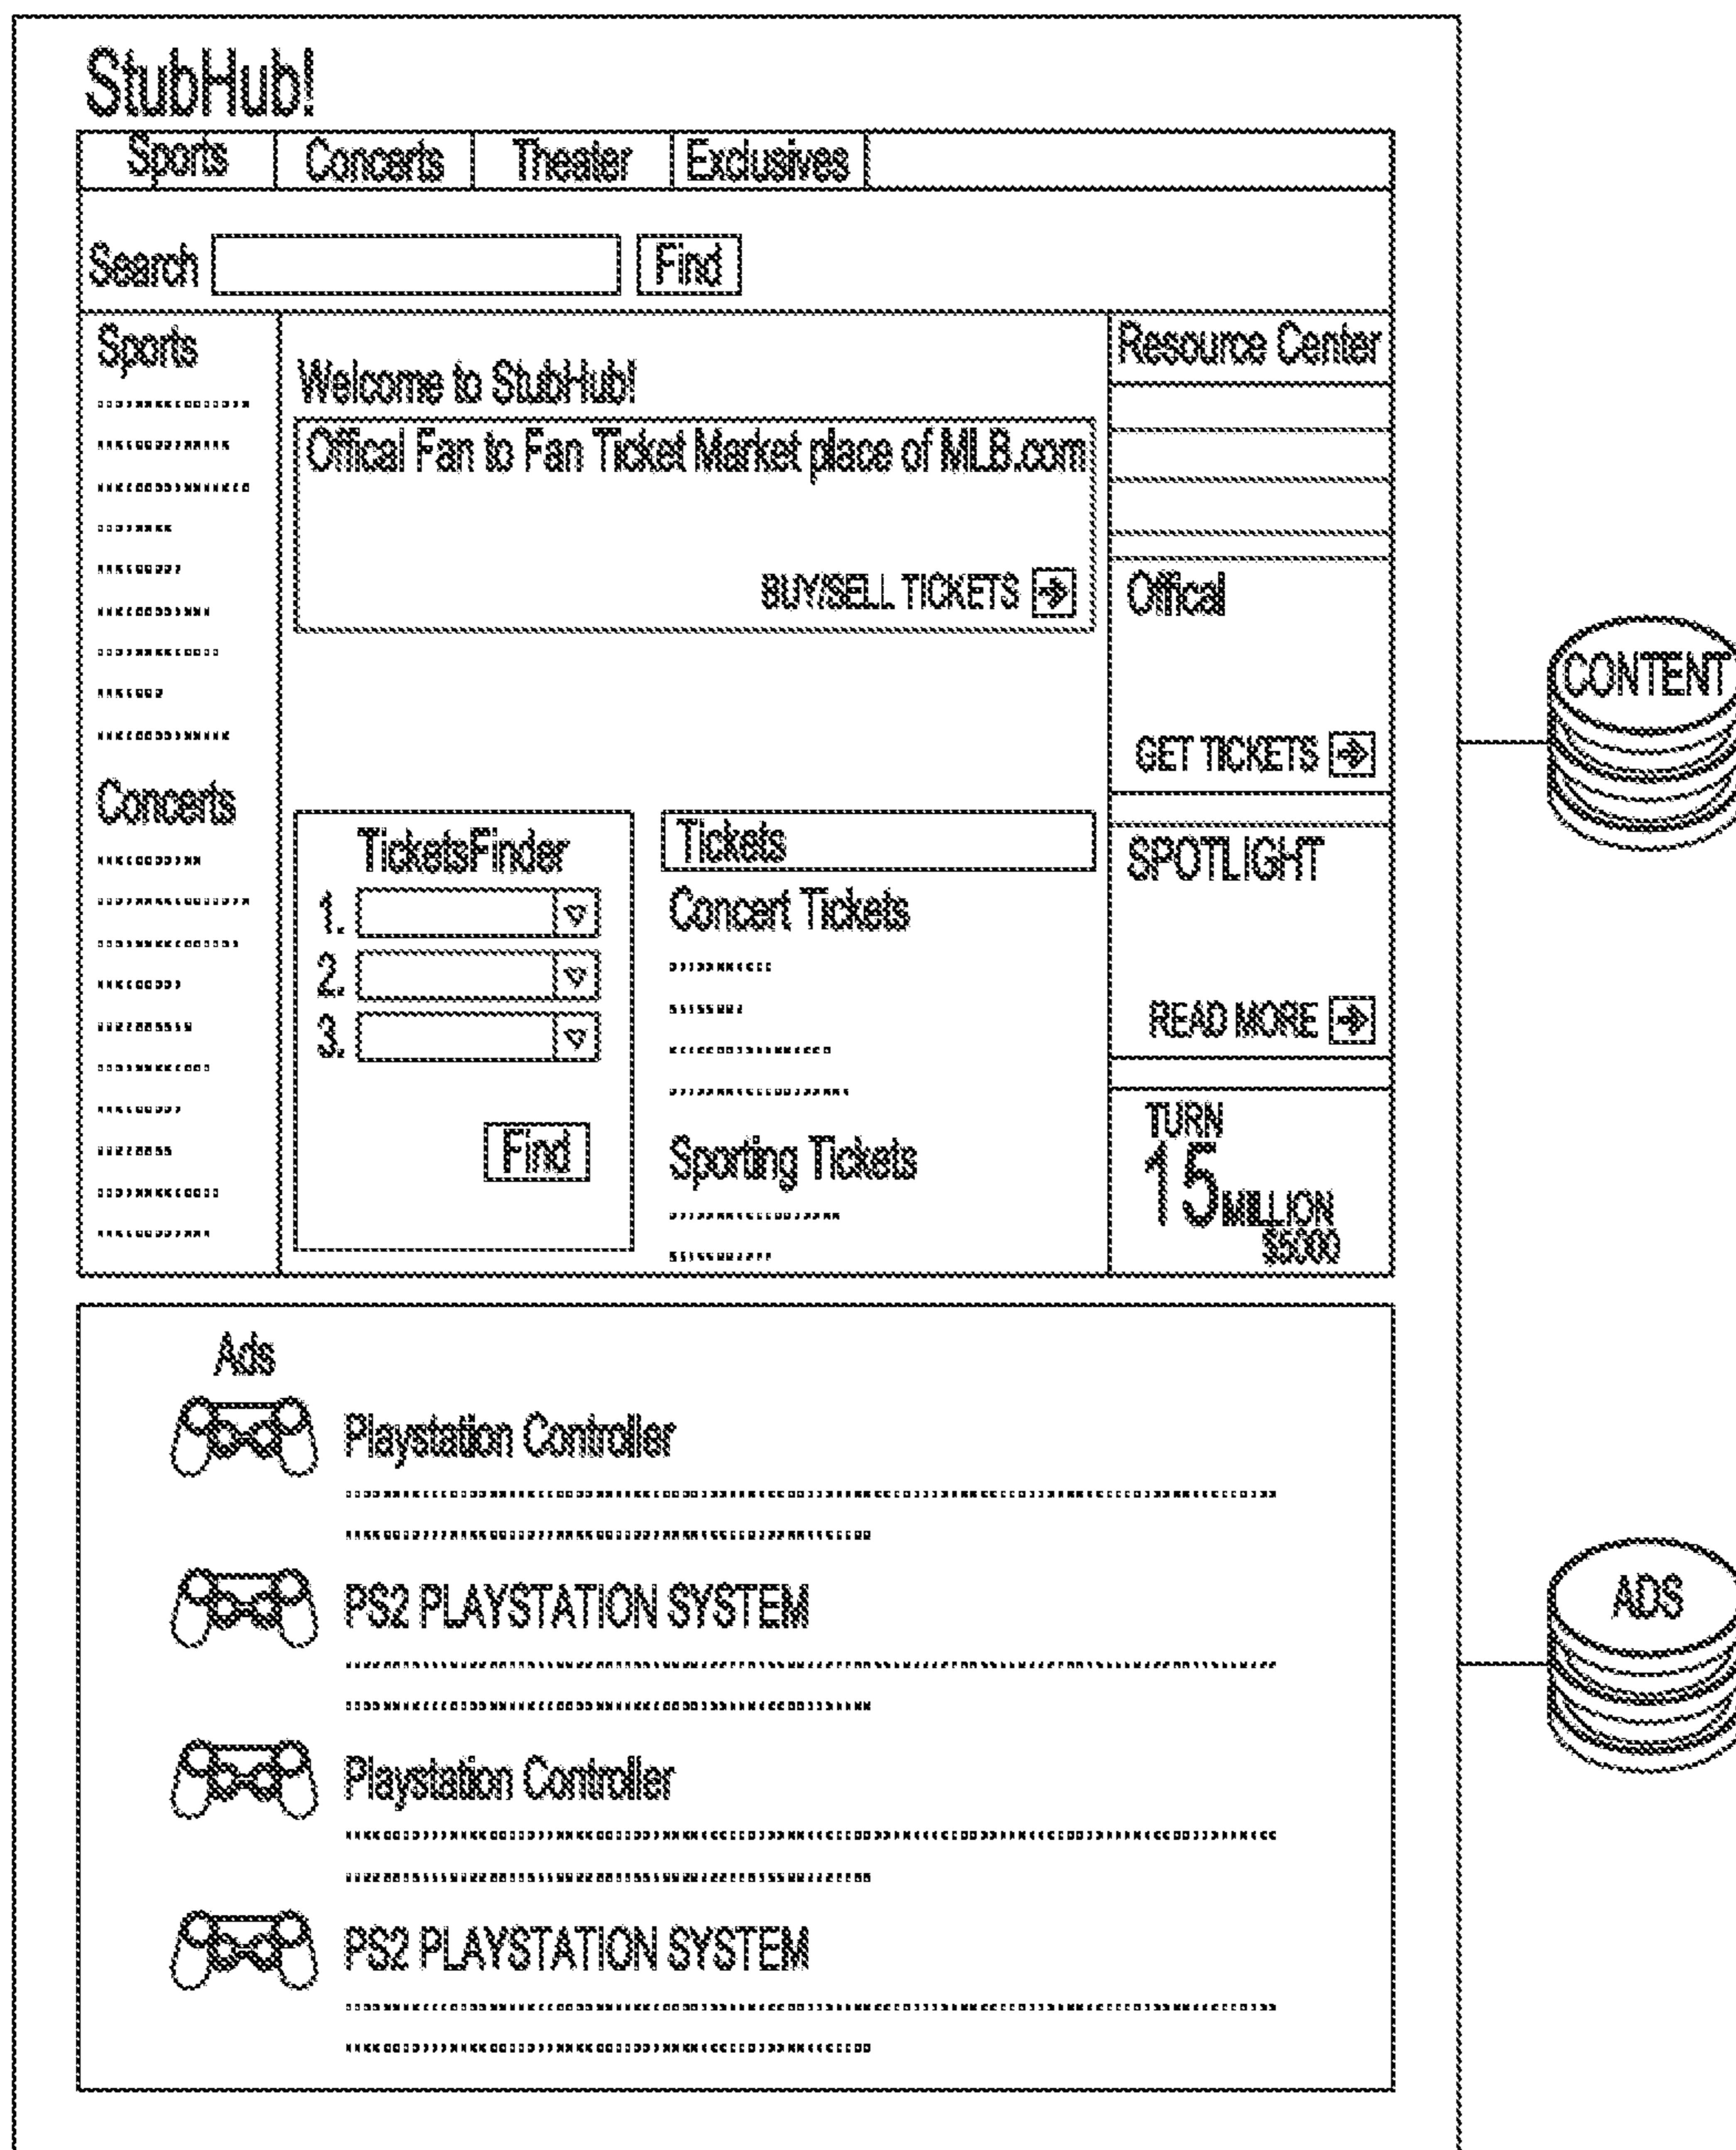 StubHub!
Sports Concerts Theater Exclusives
Search Find
Sports
Concerts
Welcome to StubHub!
Offical Fan to Fan Ticket Market place of MLB.com
BUY/SELL TICKETS
TicketsFinder
1.
2.
3.
Find
Tickets
Concert Tickets
Sporting Tickets
Resource Center
Offical
GET TICKETS
SPOTLIGHT
READ MORE
TURN
15 MILLION
$5000
Ads
Playstation Controller
PS2 PLAYSTATION SYSTEM
Playstation Controller
PS2 PLAYSTATION SYSTEM
CONTENT
ADS